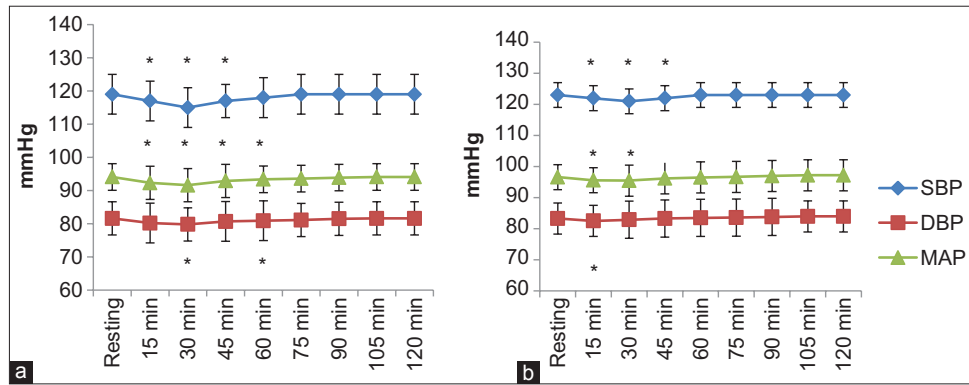 mmHg
140
130
120
110
100
90
80
70
60
* * *
* * * *
* *
Resting
15 min
30 min
45 min
60 min
75 min
90 min
105 min
120 min
a
mmHg
140
130
120
110
100
90
80
70
60
* * *
* *
*
Resting
15 min
30 min
45 min
60 min
75 min
90 min
105 min
120 min
b
SBP
DBP
MAP